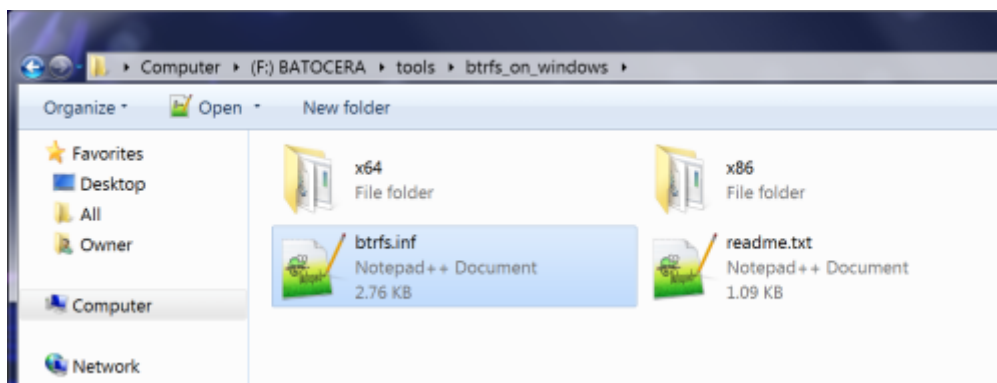 Computer (F:) BATOCERA tools btrfs_on_windows
Organize Open New folder
Favorites
Desktop
All
Owner
Computer
Network
x64
File folder
x86
File folder
btrfs.inf
Notepad++ Document
2.76 KB
readme.txt
Notepad++ Document
1.09 KB